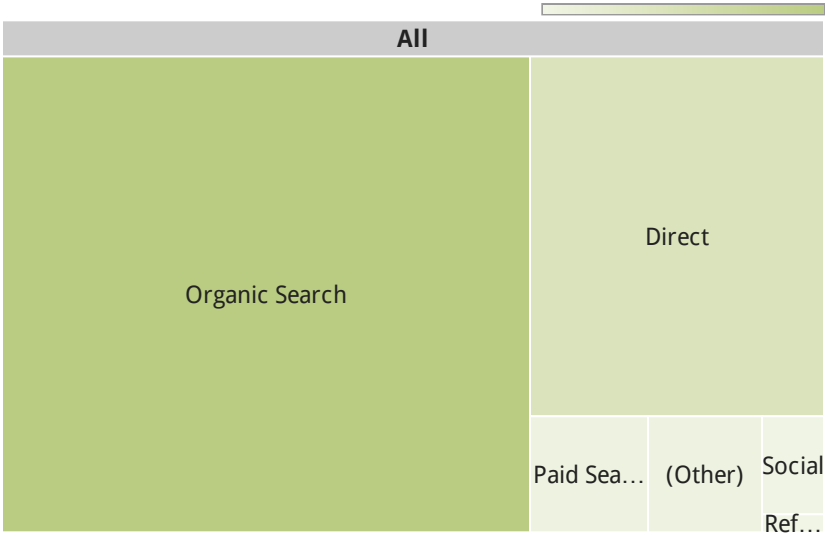 All
Organic Search
Direct
Paid Sea...
(Other)
Social
Ref...